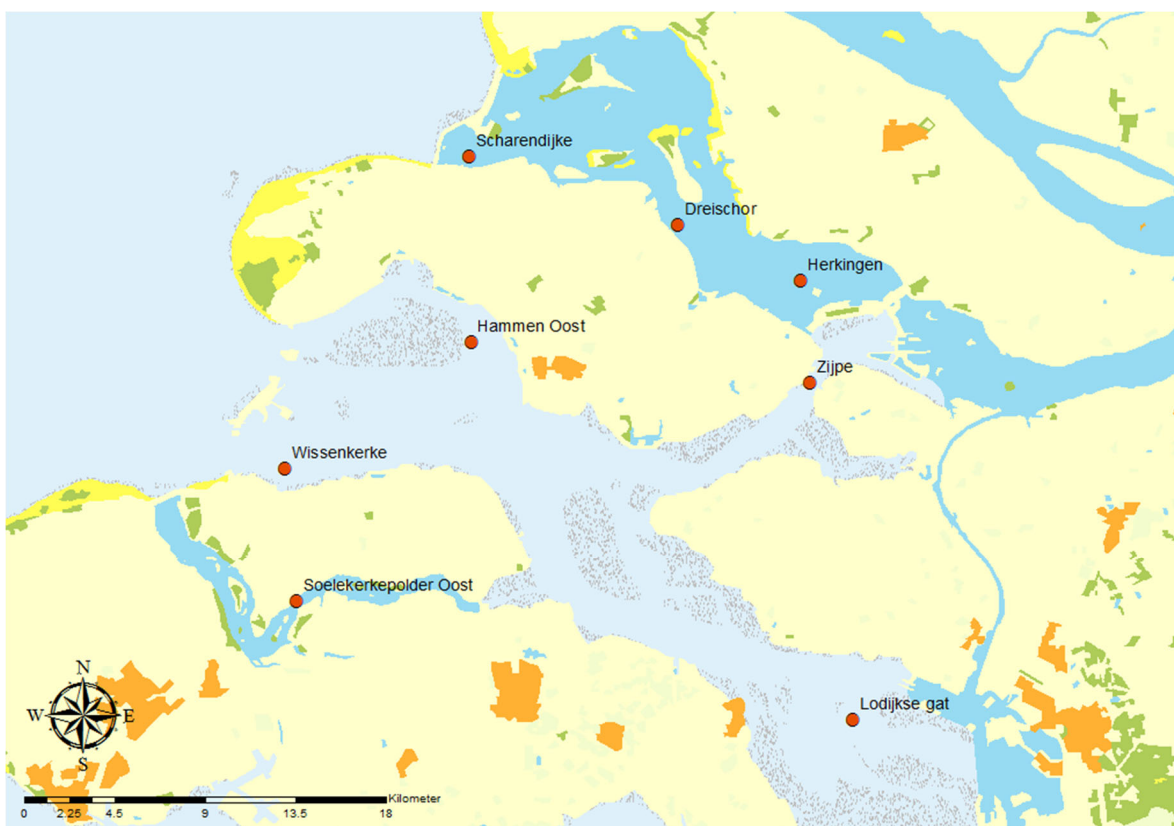 Scharendijke
Dreischor
Herkingen
Hammen Oost
Zijpe
Wissenkerke
Soelekerkepolder Oost
Lodijkse gat
N
W E
S
Kilometer
0 2.25 4.5 9 13.5 18